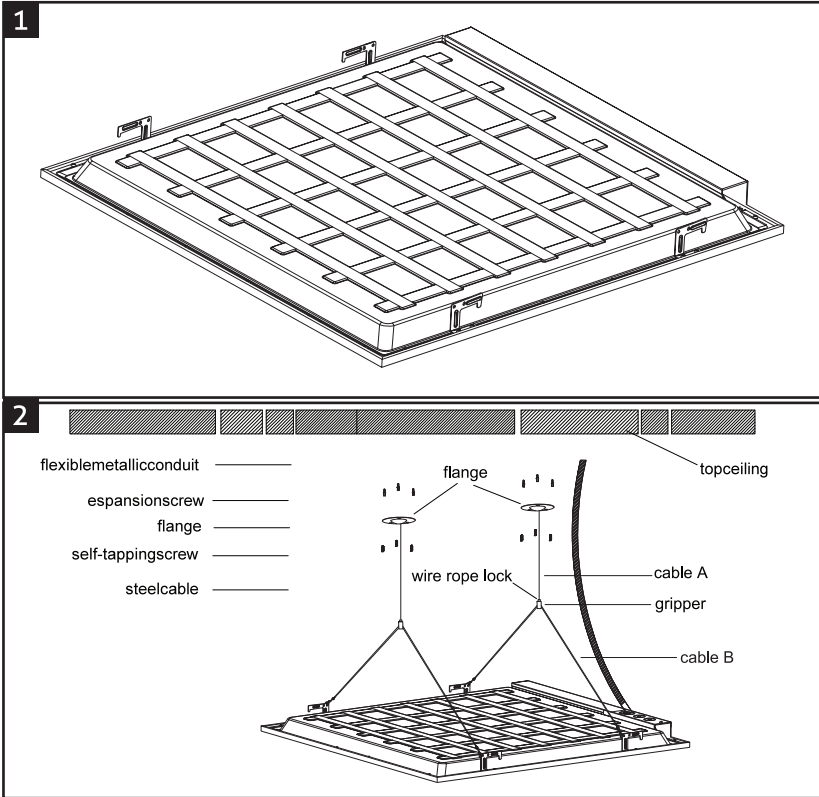 1
2
flexiblemetallicconduit
espansionscrew
flange
self-tappingscrew
steelcable
flange
topceiling
wire rope lock
cable A
gripper
cable B